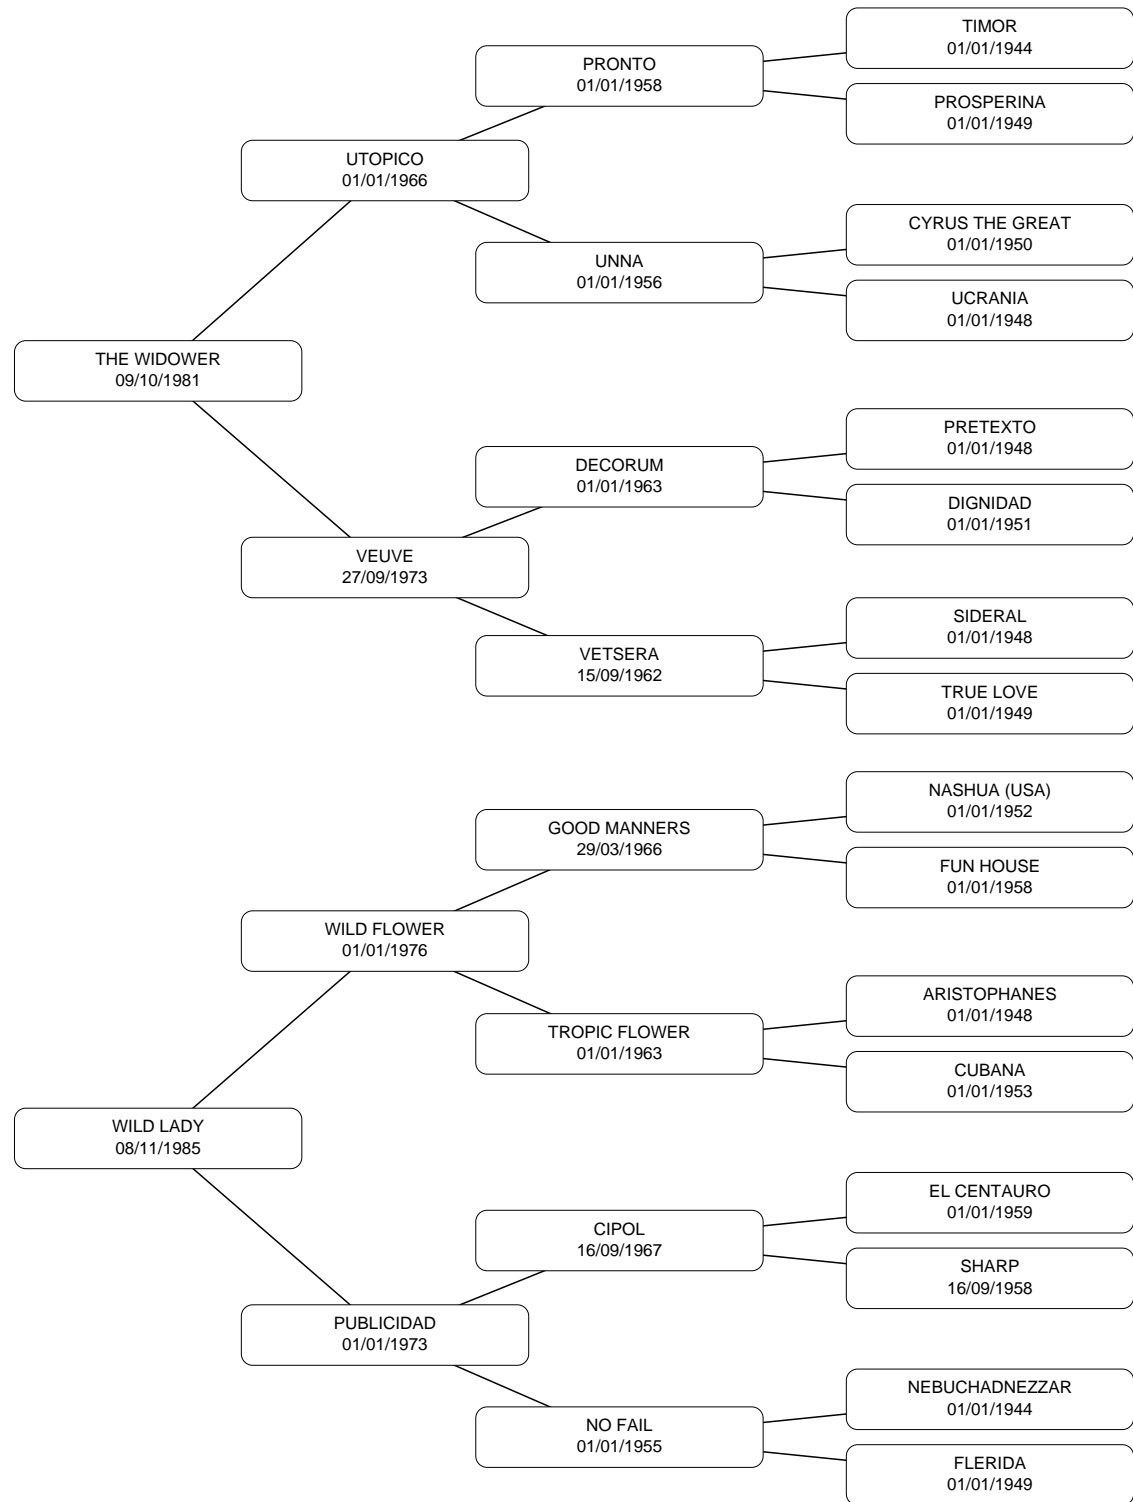 TIMOR
01/01/1944
PRONTO
01/01/1958
PROSPERINA
01/01/1949
UTOPICO
01/01/1966
CYRUS THE GREAT
01/01/1950
UNNA
01/01/1956
UCRANIA
01/01/1948
THE WIDOWER
09/10/1981
PRETEXTO
01/01/1948
DECORUM
01/01/1963
DIGNIDAD
01/01/1951
VEUVE
27/09/1973
SIDERAL
01/01/1948
VETSERA
15/09/1962
TRUE LOVE
01/01/1949
NASHUA (USA)
01/01/1952
GOOD MANNERS
29/03/1966
FUN HOUSE
01/01/1958
WILD FLOWER
01/01/1976
ARISTOPHANES
01/01/1948
TROPIC FLOWER
01/01/1963
CUBANA
01/01/1953
WILD LADY
08/11/1985
EL CENTAURO
01/01/1959
CIPOL
16/09/1967
SHARP
16/09/1958
PUBLICIDAD
01/01/1973
NEBUCHADNEZZAR
01/01/1944
NO FAIL
01/01/1955
FLERIDA
01/01/1949